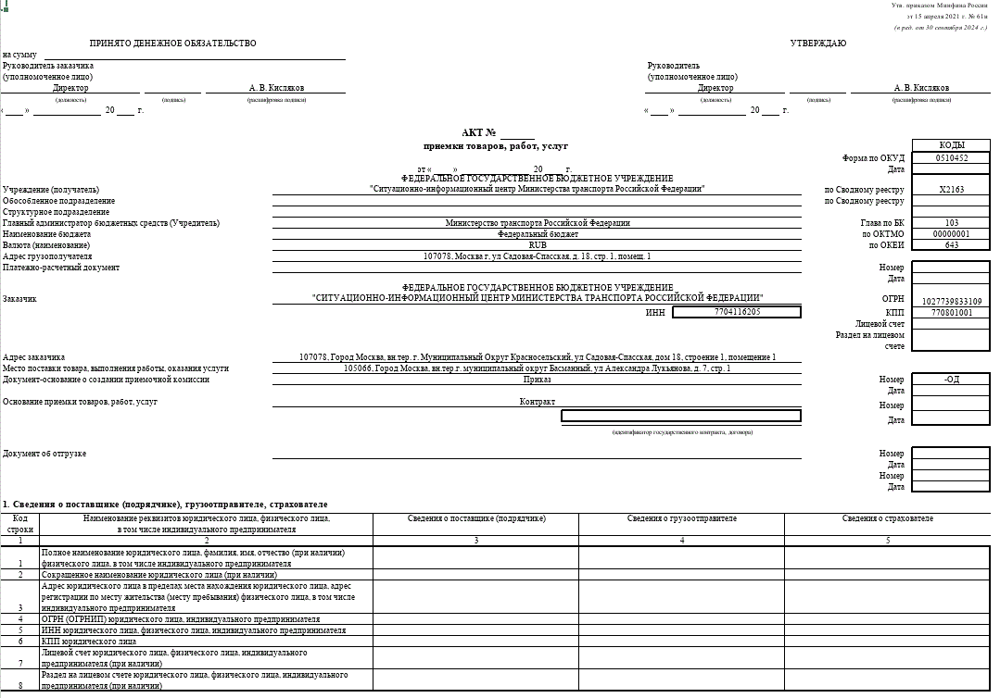 Утв. приказом Минфина России
от 15 апреля 2021 г. № 61н
(в ред. от 30 сентября 2024 г.)
ПРИНЯТО ДЕНЕЖНОЕ ОБЯЗАТЕЛЬСТВО
УТВЕРЖДАЮ
на сумму
Руководитель заказчика
(уполномоченное лицо)
Руководитель
(уполномоченное лицо)
Директор А. В. Кисляков
Директор А. В. Кисляков
(должность) (подпись) (расшифровка подписи)
(должность) (подпись) (расшифровка подписи)
« ___ » ___ 20 ___ г.
« ___ » ___ 20 ___ г.
АКТ № ___
приемки товаров, работ, услуг
КОДЫ
Форма по ОКУД 0510452
от « ___ » ___ 20 ___ г. Дата
ФЕДЕРАЛЬНОЕ ГОСУДАРСТВЕННОЕ БЮДЖЕТНОЕ УЧРЕЖДЕНИЕ
Учреждение (получатель) "Ситуационно-информационный центр Министерства транспорта Российской Федерации" по Сводному реестру X2163
Обособленное подразделение по Сводному реестру
Структурное подразделение
Главный администратор бюджетных средств (Учредитель) Министерство транспорта Российской Федерации Глава по БК 103
Наименование бюджета Федеральный бюджет по ОКТМО 00000001
Валюта (наименование) RUB по ОКЕИ 643
Адрес грузополучателя 107078, Москва г, ул Садовая-Спасская, д. 18, стр. 1, помещ. 1
Платежно-расчетный документ Номер
Дата
ФЕДЕРАЛЬНОЕ ГОСУДАРСТВЕННОЕ БЮДЖЕТНОЕ УЧРЕЖДЕНИЕ
Заказчик "СИТУАЦИОННО-ИНФОРМАЦИОННЫЙ ЦЕНТР МИНИСТЕРСТВА ТРАНСПОРТА РОССИЙСКОЙ ФЕДЕРАЦИИ" ОГРН 1027739833109
ИНН 7704116205 КПП 770801001
Лицевой счет
Раздел на лицевом
счете
Адрес заказчика 107078, Город Москва, вн.тер. г. Муниципальный Округ Красносельский, ул Садовая-Спасская, дом 18, строение 1, помещение 1
Место поставки товара, выполнения работы, оказания услуги 105066, Город Москва, вн.тер.г. муниципальный округ Басманный, ул Александра Лукьянова, д. 7, стр. 1
Документ-основание о создании приемочной комиссии Приказ Номер -ОД
Дата
Основание приемки товаров, работ, услуг Контракт Номер
Дата
(идентификатор государственного контракта, договора)
Документ об отгрузке Номер
Дата
Номер
Дата
1. Сведения о поставщике (подрядчике), грузоотправителе, страхователе
Код
строки
Наименование реквизитов юридического лица, физического лица,
в том числе индивидуального предпринимателя
Сведения о поставщике (подрядчике)
Сведения о грузоотправителе
Сведения о страхователе
1 2 3 4 5
Полное наименование юридического лица, фамилия, имя, отчество (при наличии)
1 физического лица, в том числе индивидуального предпринимателя
2 Сокращенное наименование юридического лица (при наличии)
Адрес юридического лица в пределах места нахождения юридического лица, адрес
регистрации по месту жительства (месту пребывания) физического лица, в том числе
3 индивидуального предпринимателя
4 ОГРН (ОГРНИП) юридического лица, индивидуального предпринимателя
5 ИНН юридического лица, физического лица, индивидуального предпринимателя
6 КПП юридического лица
Лицевой счет юридического лица, физического лица, индивидуального
7 предпринимателя (при наличии)
Раздел на лицевом счете юридического лица, физического лица, индивидуального
8 предпринимателя (при наличии)